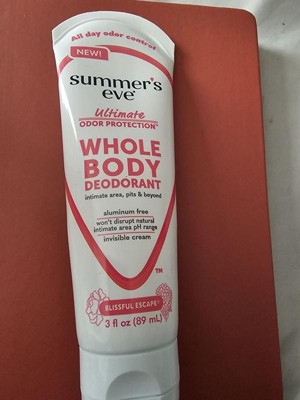 All day odor control
NEW!
summer's
eve®
Ultimate
ODOR PROTECTION™
WHOLE
BODY
DEODORANT
intimate area, pits & beyond
aluminum free
won't disrupt natural
intimate area pH range
invisible cream
™
BLISSFUL ESCAPE®
3 fl oz (89 mL)